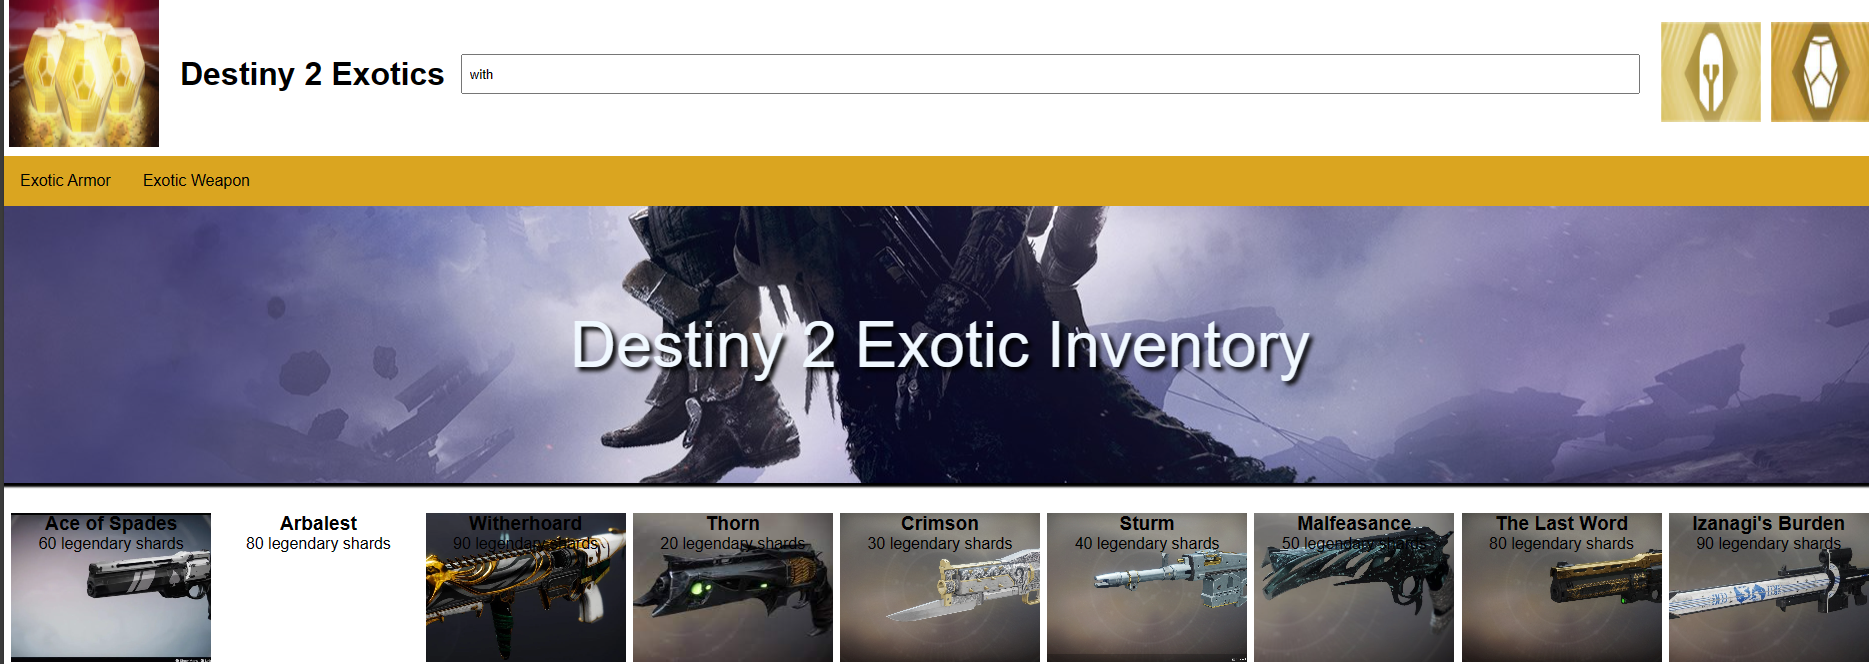 Destiny 2 Exotics
with
Exotic Armor
Exotic Weapon
Destiny 2 Exotic Inventory
Ace of Spades
60 legendary shards
Arbalest
80 legendary shards
Witherhoard
90 legendary shards
Thorn
20 legendary shards
Crimson
30 legendary shards
Sturm
40 legendary shards
Malfeasance
50 legendary shards
The Last Word
80 legendary shards
Izanagi's Burden
90 legendary shards